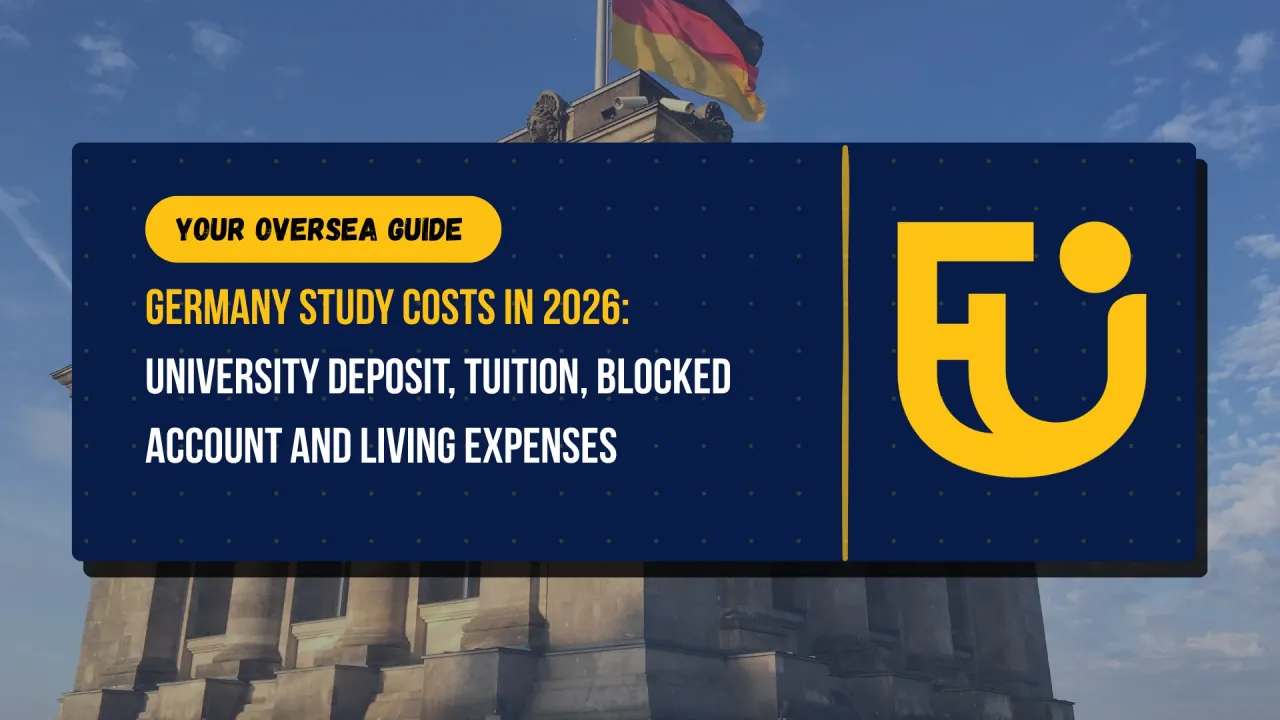 YOUR OVERSEA GUIDE
GERMANY STUDY COSTS IN 2026:
UNIVERSITY DEPOSIT, TUITION, BLOCKED
ACCOUNT AND LIVING EXPENSES